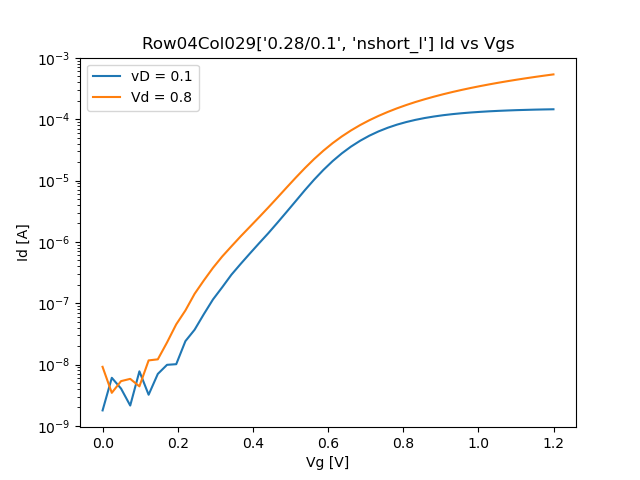 Row04Col029['0.28/0.1', 'nshort_l'] Id vs Vgs
vD = 0.1
Vd = 0.8
10⁻³
10⁻⁴
10⁻⁵
10⁻⁶
10⁻⁷
10⁻⁸
10⁻⁹
Id [A]
0.0 0.2 0.4 0.6 0.8 1.0 1.2
Vg [V]